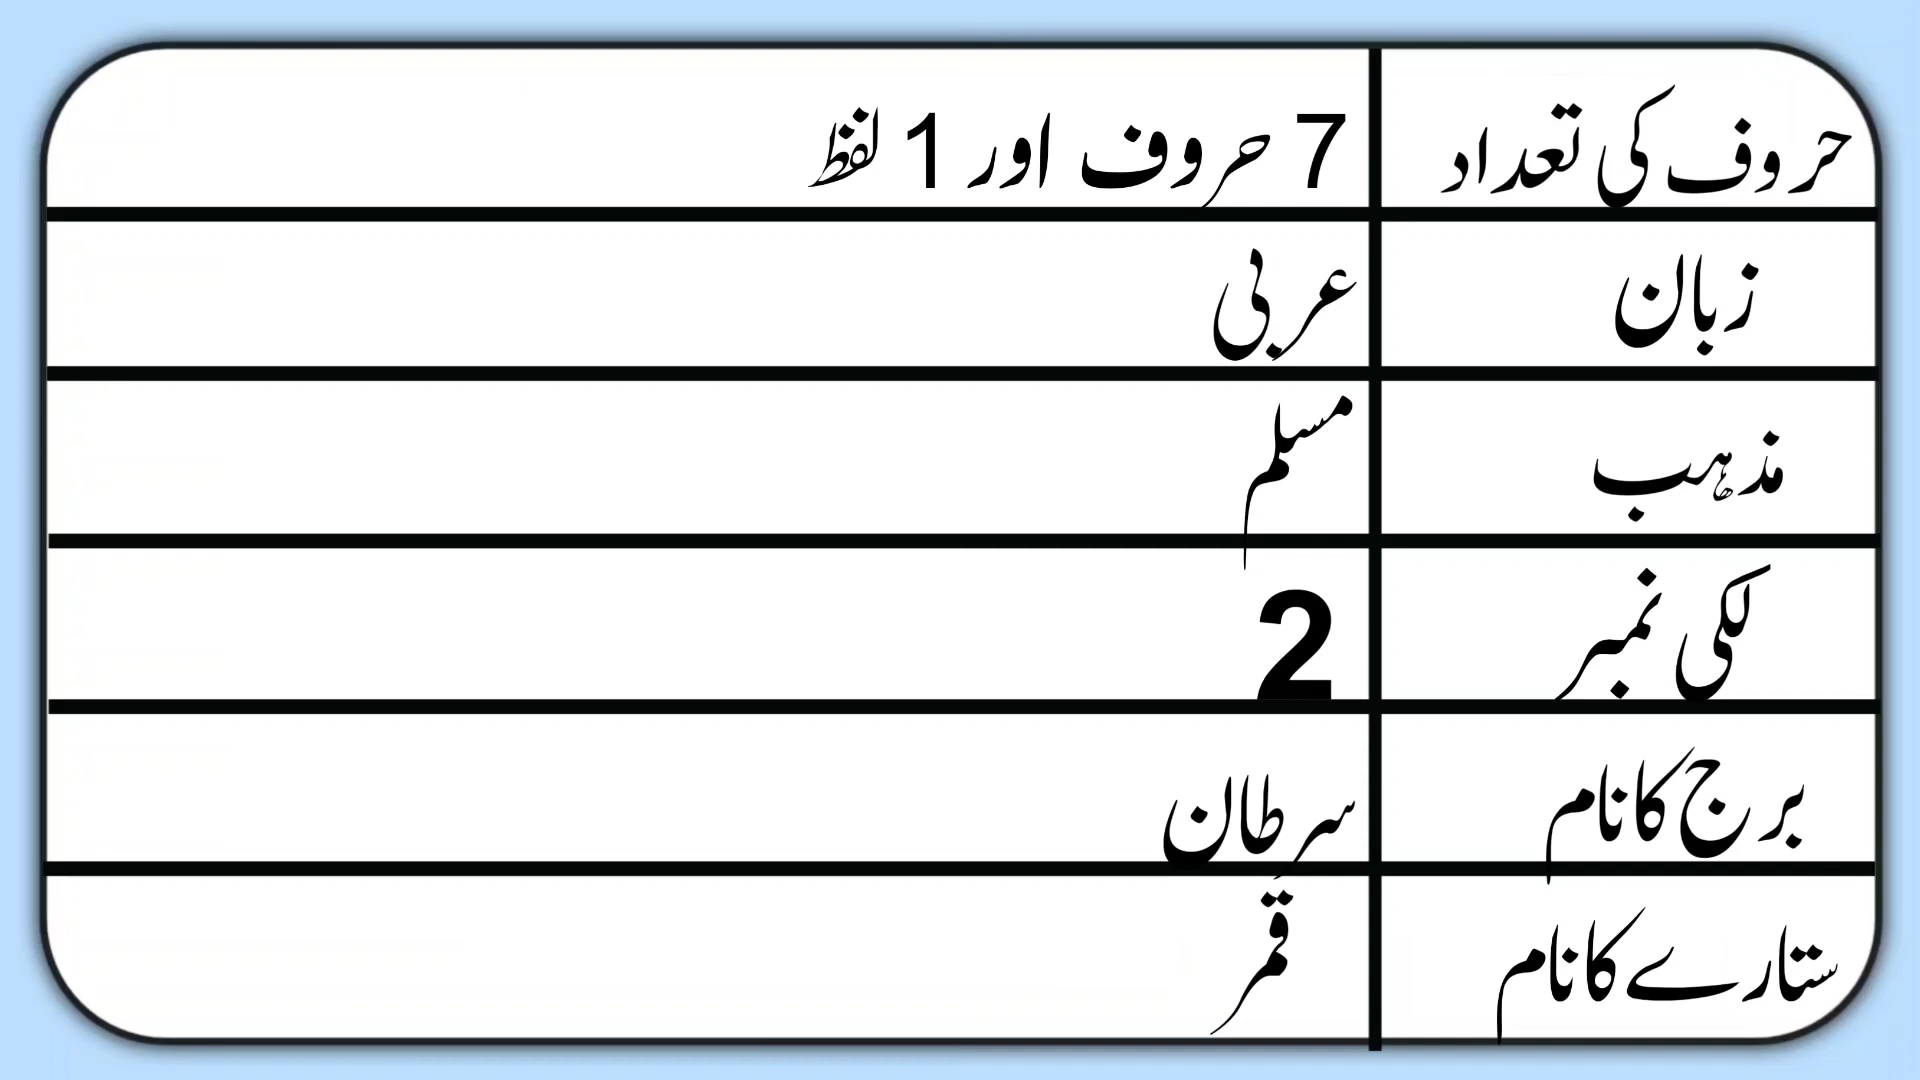 حروف کی تعداد 7 حروف اور 1 لفظ
زبان عربی
مذہب مسلم
لکی نمبر 2
برج کا نام سرطان
ستارے کا نام قمر